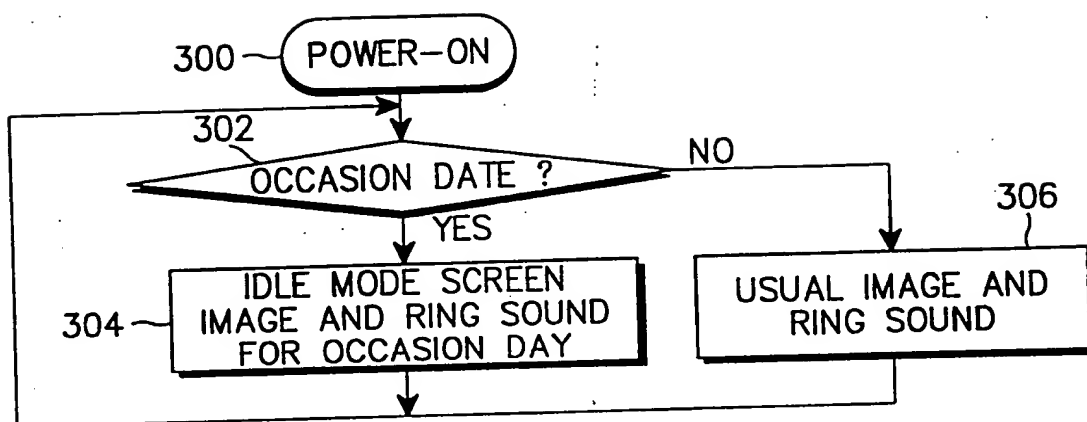 300
POWER-ON
302
OCCASION DATE ?
NO
YES
306
304
IDLE MODE SCREEN
IMAGE AND RING SOUND
FOR OCCASION DAY
USUAL IMAGE AND
RING SOUND